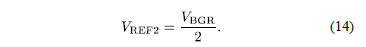 V_REF2 = V_BGR / 2. (14)